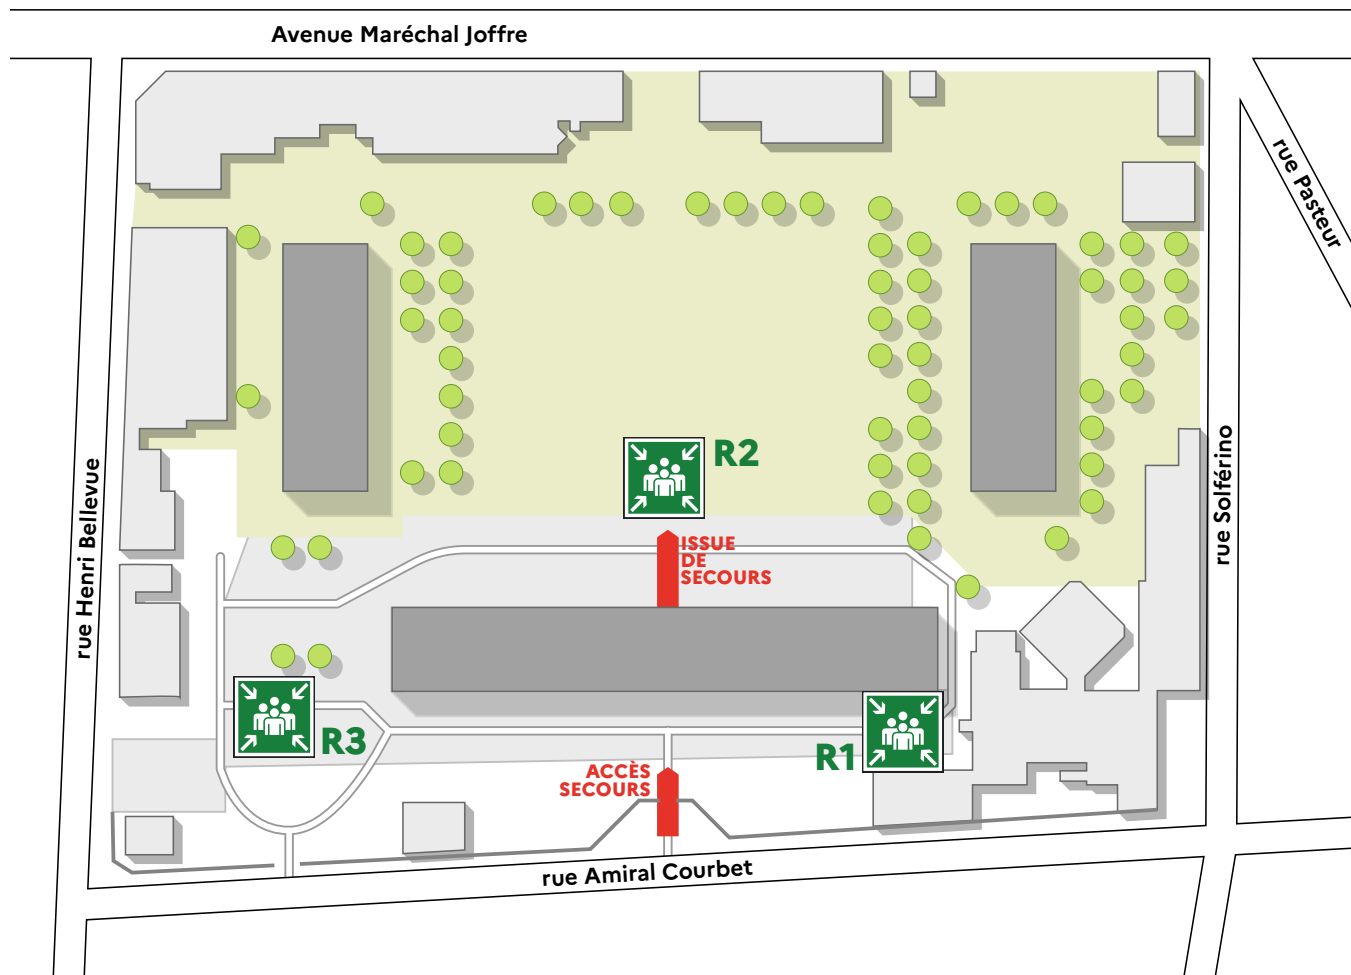 Avenue Maréchal Joffre
rue Pasteur
R2
rue Solférino
rue Henri Bellevue
ISSUE
DE
SECOURS
R3
R1
ACCÈS
SECOURS
rue Amiral Courbet